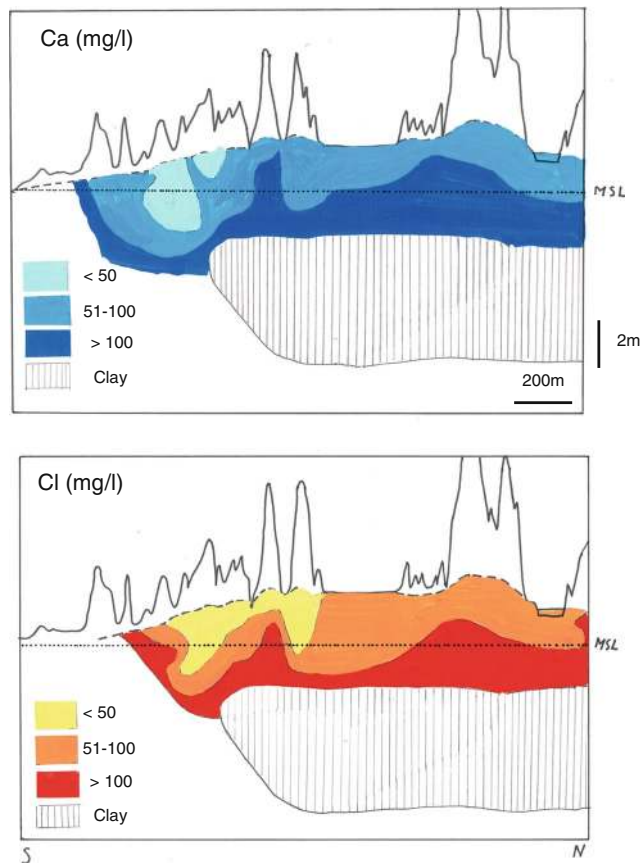 Ca (mg/l)
MSL
< 50
51-100
> 100
Clay
2m
200m
Cl (mg/l)
MSL
< 50
51-100
> 100
Clay
S
N